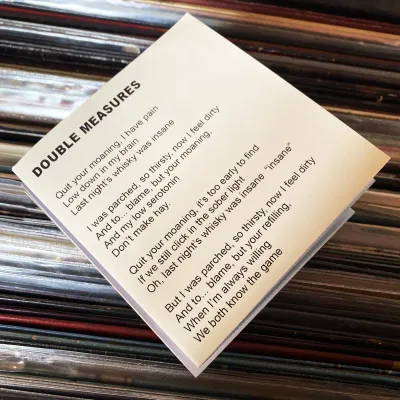 DOUBLE MEASURES
Quit your moaning, I have pain
Low down in my brain
Last night's whisky was insane
I was parched, so thirsty, now I feel dirty
And to... blame, but your moaning.
And my low serotonin
Don't make hay.
Quit your moaning, it's too early to find
If we still click in the sober light
Oh, last night's whisky was insane "insane"
But I was parched, so thirsty, now I feel dirty
And to... blame, but your refilling,
When I'm always willing
We both know the game